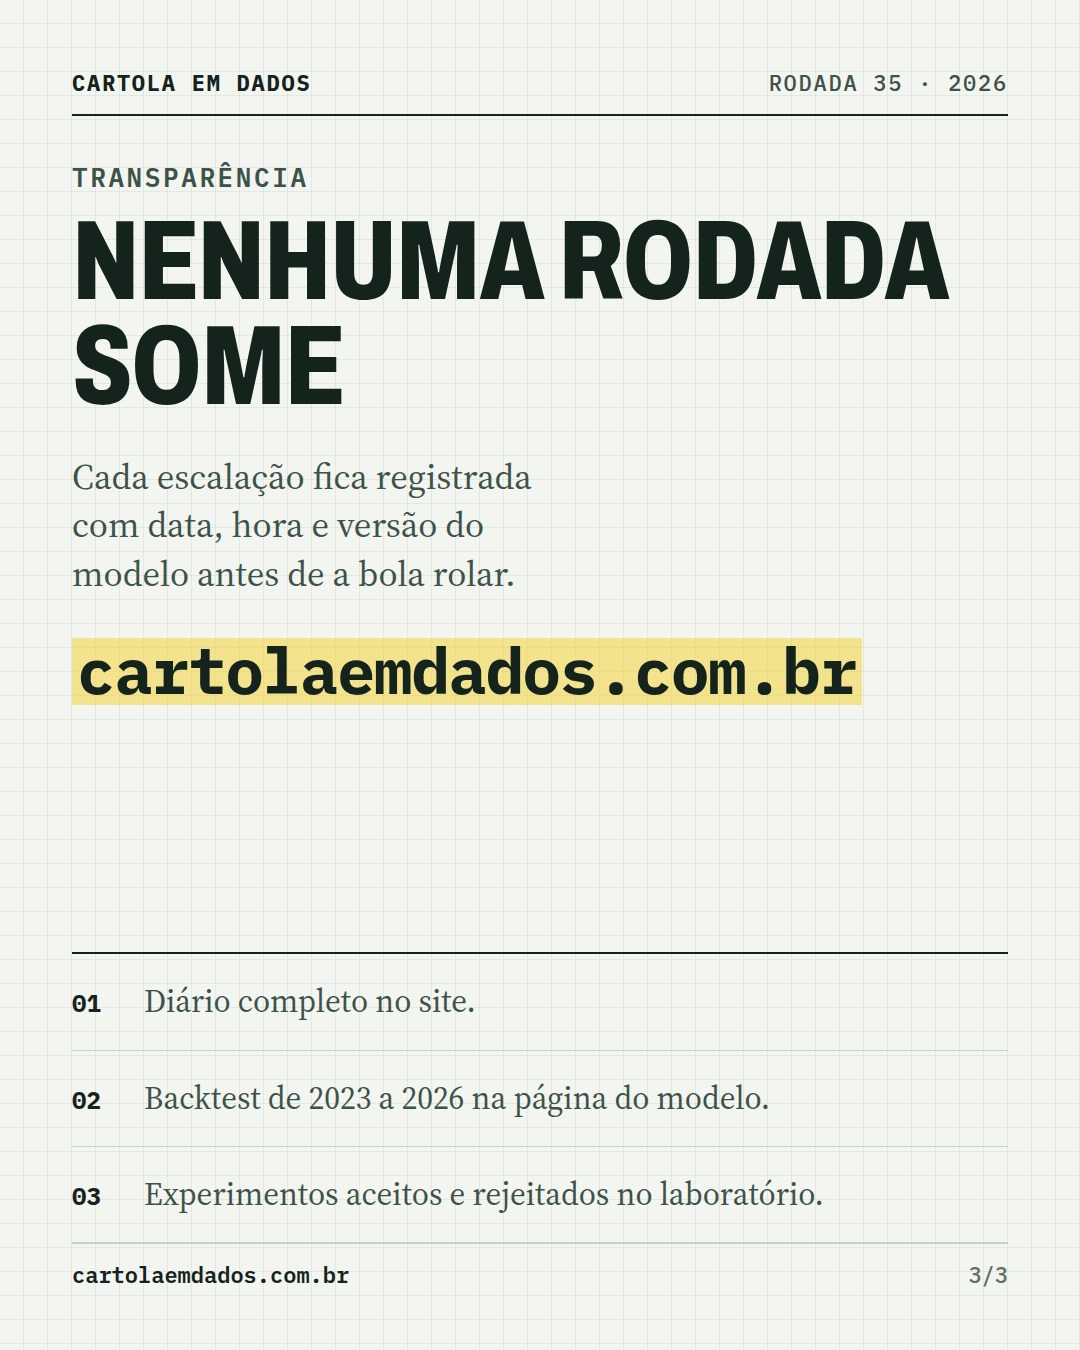 CARTOLA EM DADOS
RODADA 35 · 2026
TRANSPARÊNCIA
NENHUMA RODADA
SOME
Cada escalação fica registrada
com data, hora e versão do
modelo antes de a bola rolar.
cartolaemdados.com.br
01 Diário completo no site.
02 Backtest de 2023 a 2026 na página do modelo.
03 Experimentos aceitos e rejeitados no laboratório.
cartolaemdados.com.br
3/3